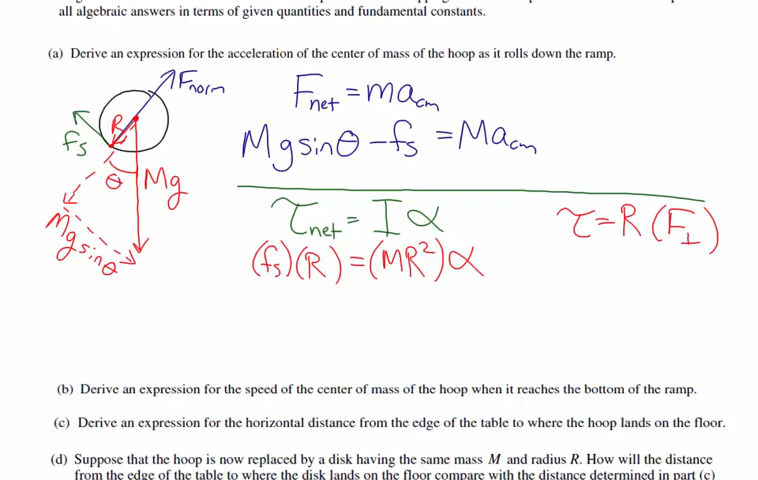 all algebraic answers in terms of given quantities and fundamental constants.
(a) Derive an expression for the acceleration of the center of mass of the hoop as it rolls down the ramp.
Fnorm
Fnet = macm
R
fs
Mgsinθ - fs = Macm
θ
Mg
Mgsinθ
τnet = Iα
τ = R(F⊥)
(fs)(R) = (MR²)α
(b) Derive an expression for the speed of the center of mass of the hoop when it reaches the bottom of the ramp.
(c) Derive an expression for the horizontal distance from the edge of the table to where the hoop lands on the floor.
(d) Suppose that the hoop is now replaced by a disk having the same mass M and radius R. How will the distance
from the edge of the table to where the disk lands on the floor compare with the distance determined in part (c)